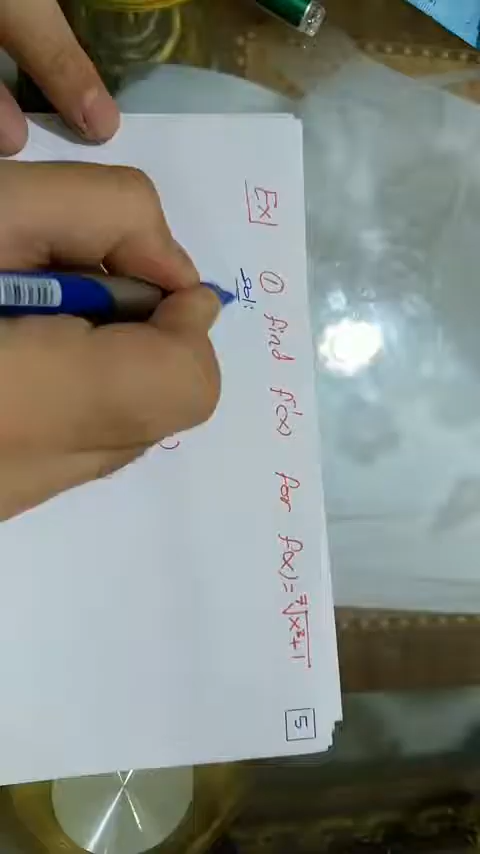 Ex ① find f'(x) for f(x)=⁷√x²+1
5
sol:
)